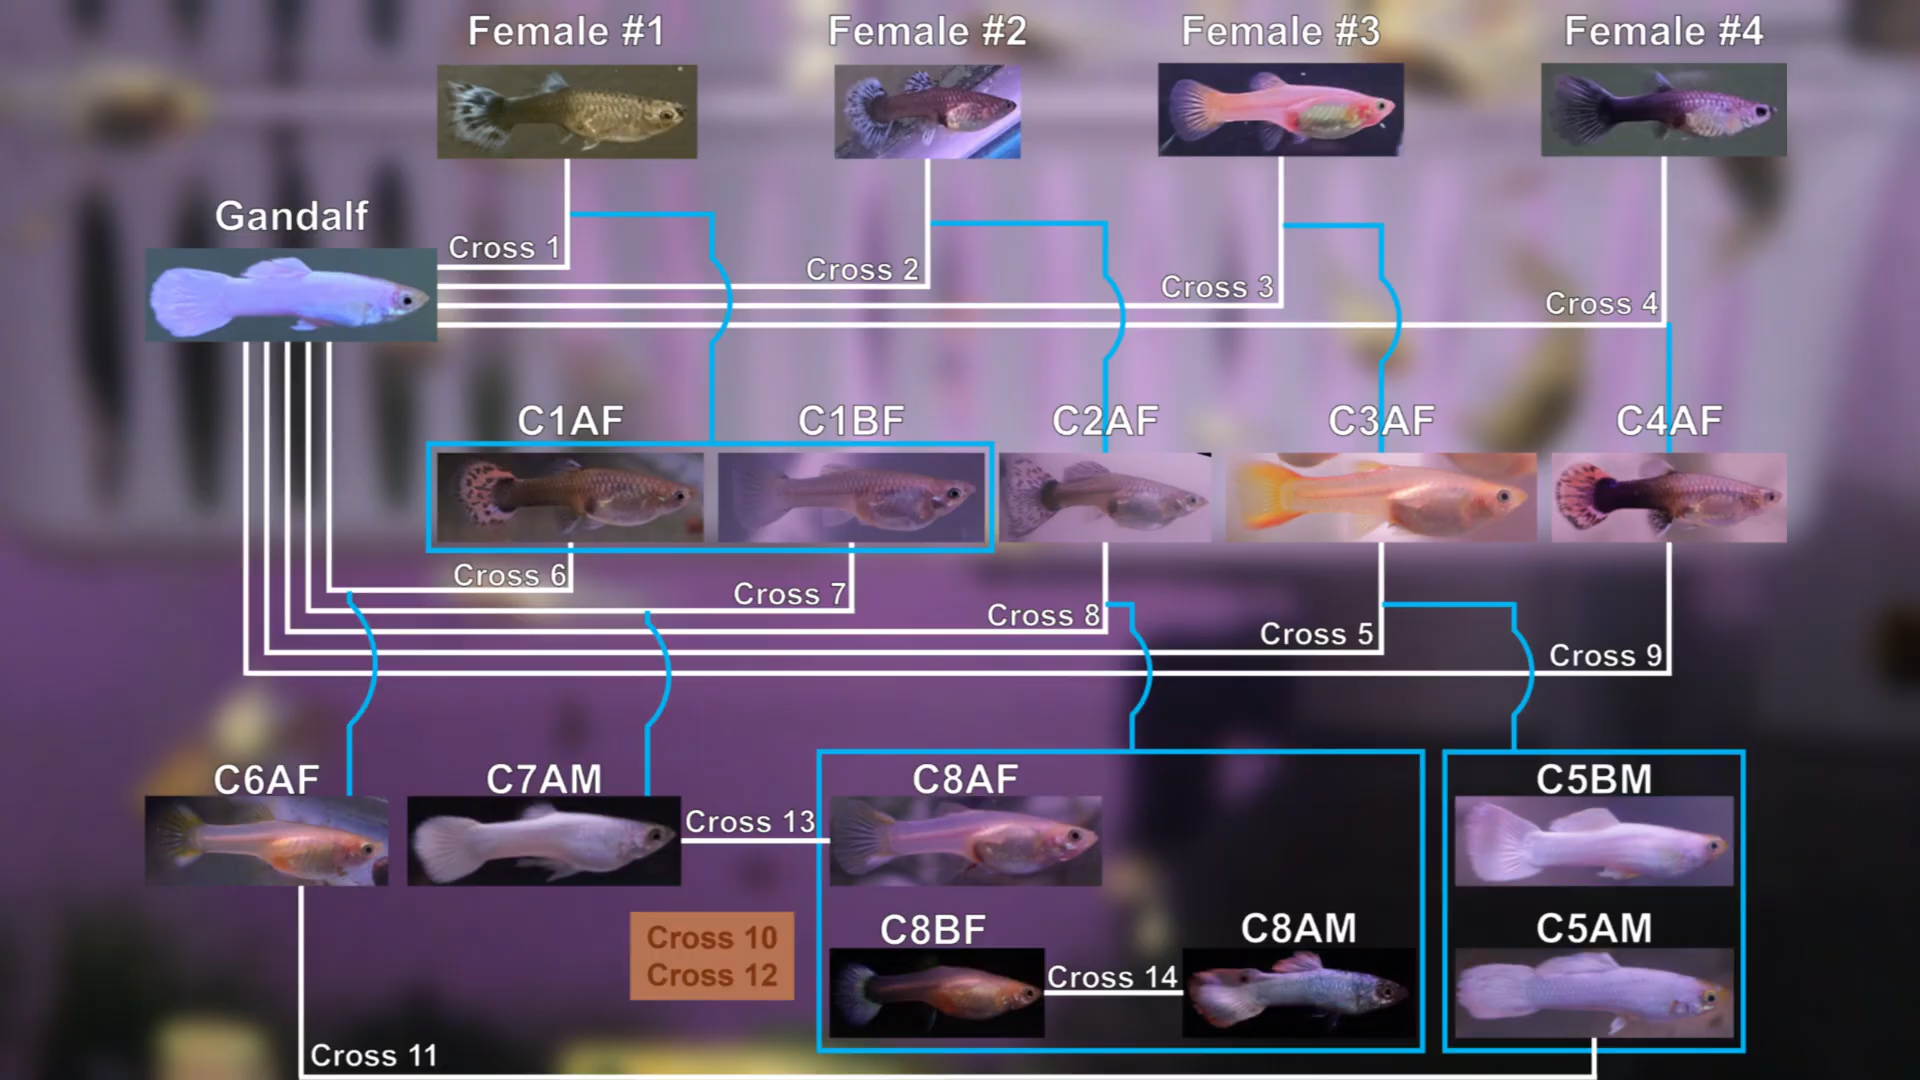 Female #1
Female #2
Female #3
Female #4
Gandalf
Cross 1
Cross 2
Cross 3
Cross 4
C1AF
C1BF
C2AF
C3AF
C4AF
Cross 6
Cross 7
Cross 8
Cross 5
Cross 9
C6AF
C7AM
C8AF
C5BM
Cross 13
C8BF
C8AM
C5AM
Cross 10
Cross 12
Cross 14
Cross 11